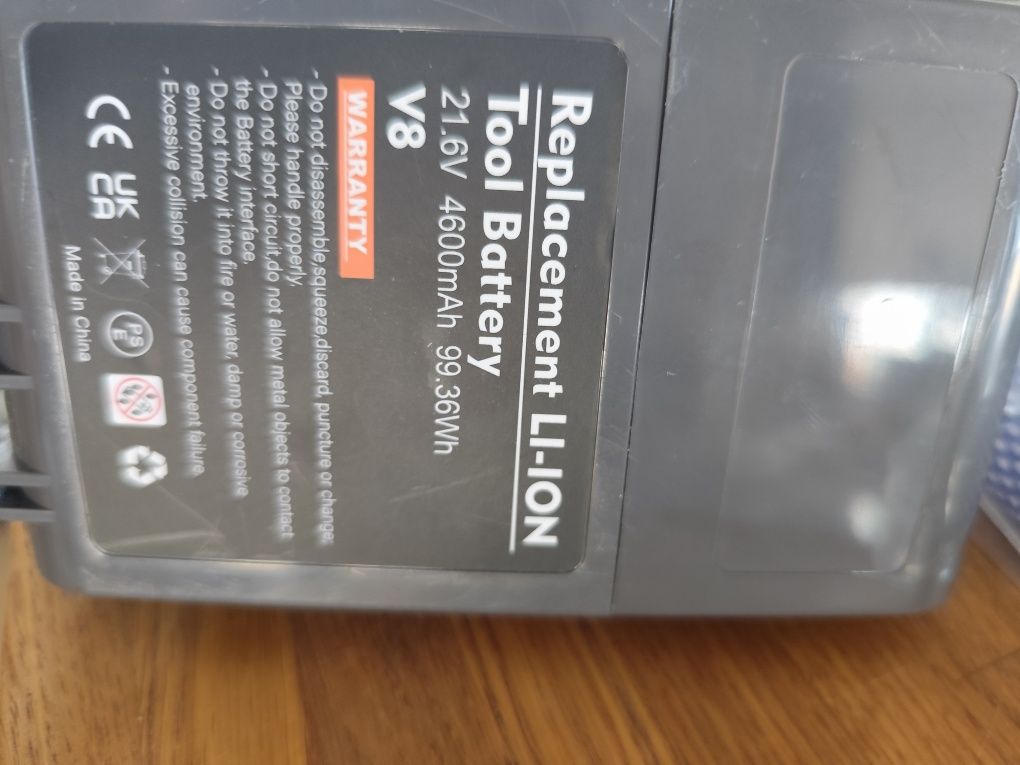 Replacement LI-ION
Tool Battery
21.6V 4600mAh 99.36Wh
V8
WARRANTY
- Do not disassemble,squeeze,discard, puncture or change,
Please handle properly.
- Do not short circuit,do not allow metal objects to contact
the Battery interface.
- Do not throw it into fire or water, damp or corrosive
environment.
- Excessive collision can cause component failure.
CE UK CA PS E
Made in China